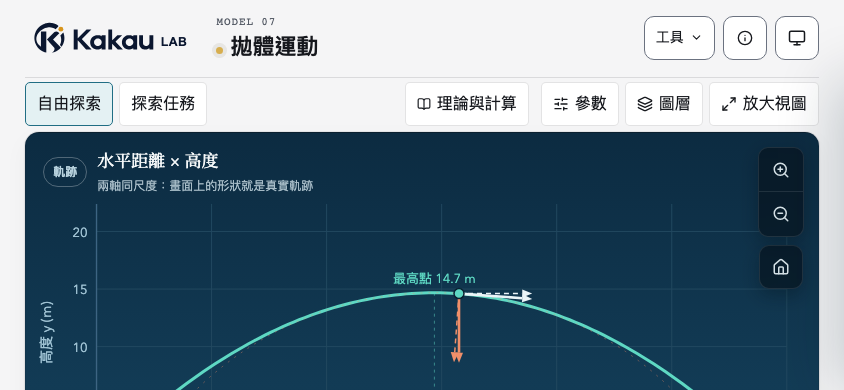 Kakau LAB
MODEL 07
拋體運動
工具
自由探索
探索任務
理論與計算
參數
圖層
放大視圖
軌跡
水平距離 × 高度
兩軸同尺度：畫面上的形狀就是真實軌跡
20
最高點 14.7 m
15
高度 y (m)
10